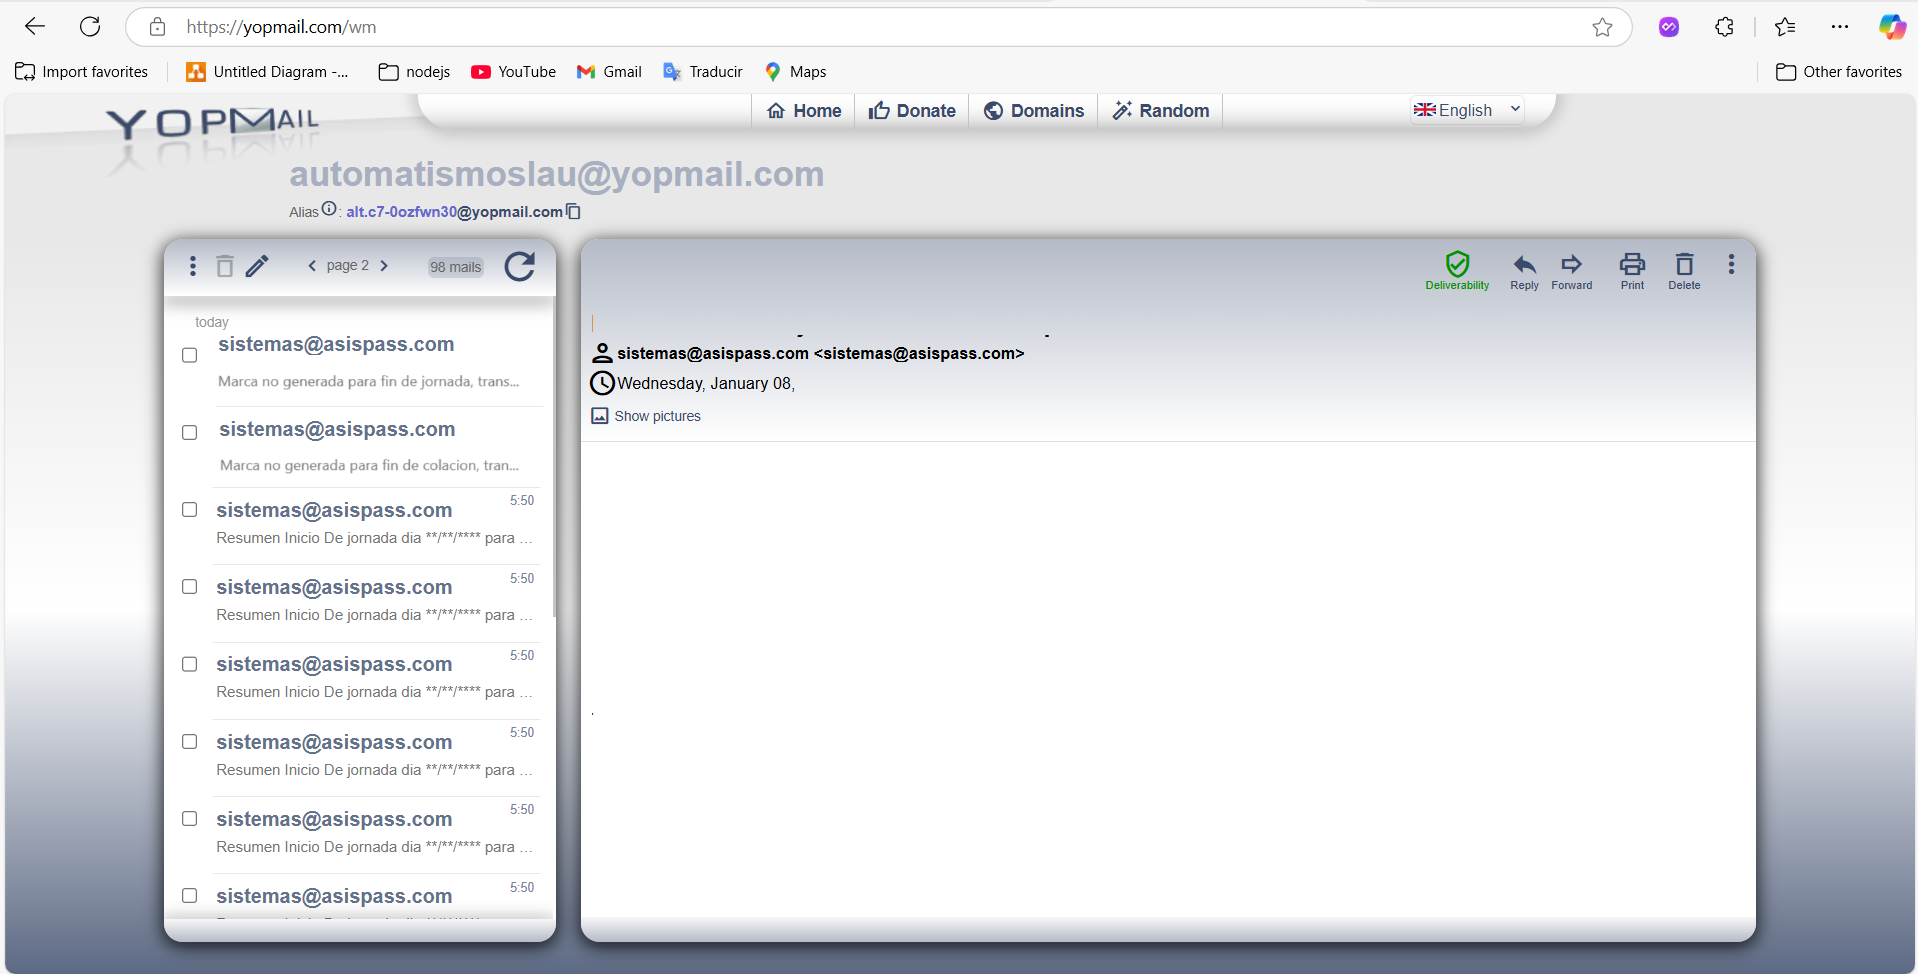 https://yopmail.com/wm
Import favorites
Untitled Diagram -...
nodejs
YouTube
Gmail
Traducir
Maps
Other favorites
YOPMAIL
Home
Donate
Domains
Random
English
automatismoslau@yopmail.com
Alias : alt.c7-0ozfwn30@yopmail.com
page 2
98 mails
today
sistemas@asispass.com
Marca no generada para fin de jornada, trans...
sistemas@asispass.com
Marca no generada para fin de colacion, tran...
sistemas@asispass.com 5:50
Resumen Inicio De jornada dia **/**/**** para ...
sistemas@asispass.com 5:50
Resumen Inicio De jornada dia **/**/**** para ...
sistemas@asispass.com 5:50
Resumen Inicio De jornada dia **/**/**** para ...
sistemas@asispass.com 5:50
Resumen Inicio De jornada dia **/**/**** para ...
sistemas@asispass.com 5:50
Resumen Inicio De jornada dia **/**/**** para ...
sistemas@asispass.com 5:50
Deliverability
Reply
Forward
Print
Delete
sistemas@asispass.com <sistemas@asispass.com>
Wednesday, January 08,
Show pictures